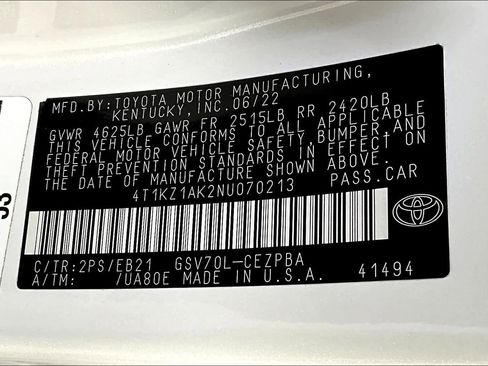 MFD.BY:TOYOTA MOTOR MANUFACTURING,
KENTUCKY, INC.06/22
GVWR 4625LB GAWR FR 2515LB RR 2420LB
THIS VEHICLE CONFORMS TO ALL APPLICABLE
FEDERAL MOTOR VEHICLE SAFETY,BUMPER,AND
THEFT PREVENTION STANDARDS IN EFFECT ON
THE DATE OF MANUFACTURE SHOWN ABOVE.
4T1KZ1AK2NU070213 PASS.CAR
C/TR:2PS/EB21 GSV70L-CEZPBA
A/TM: /UA80E MADE IN U.S.A. 41494